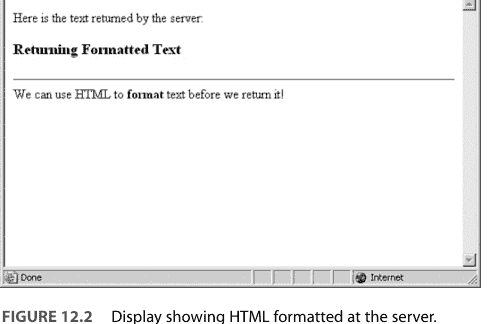 Here is the text returned by the server:
Returning Formatted Text
We can use HTML to format text before we return it!
Done
Internet
FIGURE 12.2 Display showing HTML formatted at the server.